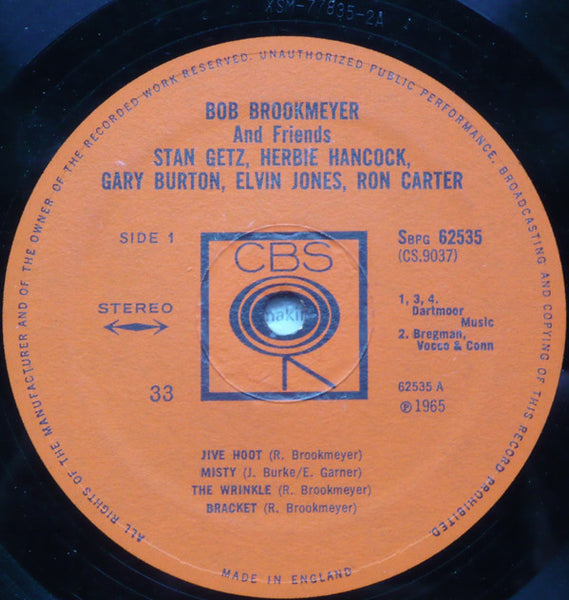 XSM-77835-2A
ALL RIGHTS OF THE MANUFACTURER AND OF THE OWNER OF THE RECORDED WORK RESERVED. UNAUTHORIZED PUBLIC PERFORMANCE, BROADCASTING AND COPYING OF THIS RECORD PROHIBITED.
BOB BROOKMEYER
And Friends
STAN GETZ, HERBIE HANCOCK,
GARY BURTON, ELVIN JONES, RON CARTER
SIDE 1
CBS
SBPG 62535
(CS.9037)
STEREO
1, 3, 4.
Dartmoor
Music
2. Bregman,
Vocco & Conn
33
62535 A
℗ 1965
JIVE HOOT (R. Brookmeyer)
MISTY (J. Burke/E. Garner)
THE WRINKLE (R. Brookmeyer)
BRACKET (R. Brookmeyer)
MADE IN ENGLAND